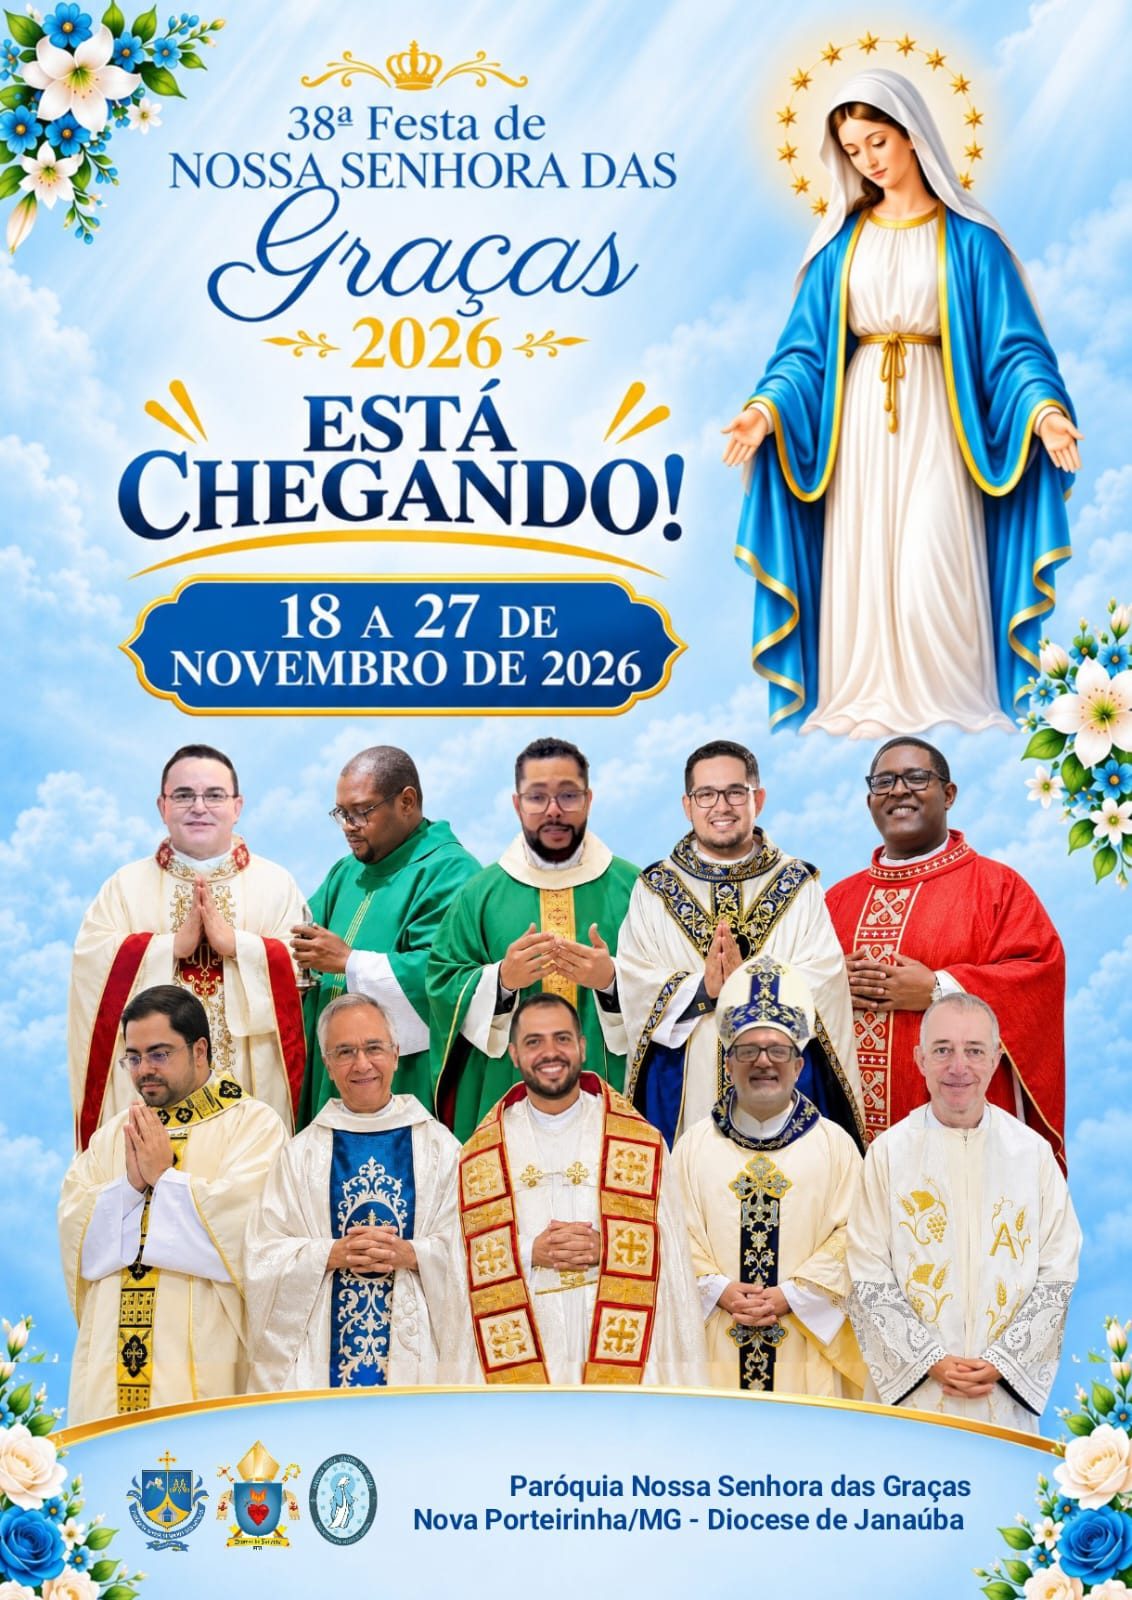 38ª Festa de
NOSSA SENHORA DAS
Graças
2026
ESTÁ
CHEGANDO!
18 A 27 DE
NOVEMBRO DE 2026
A
Paróquia Nossa Senhora das Graças
Nova Porteirinha/MG - Diocese de Janaúba